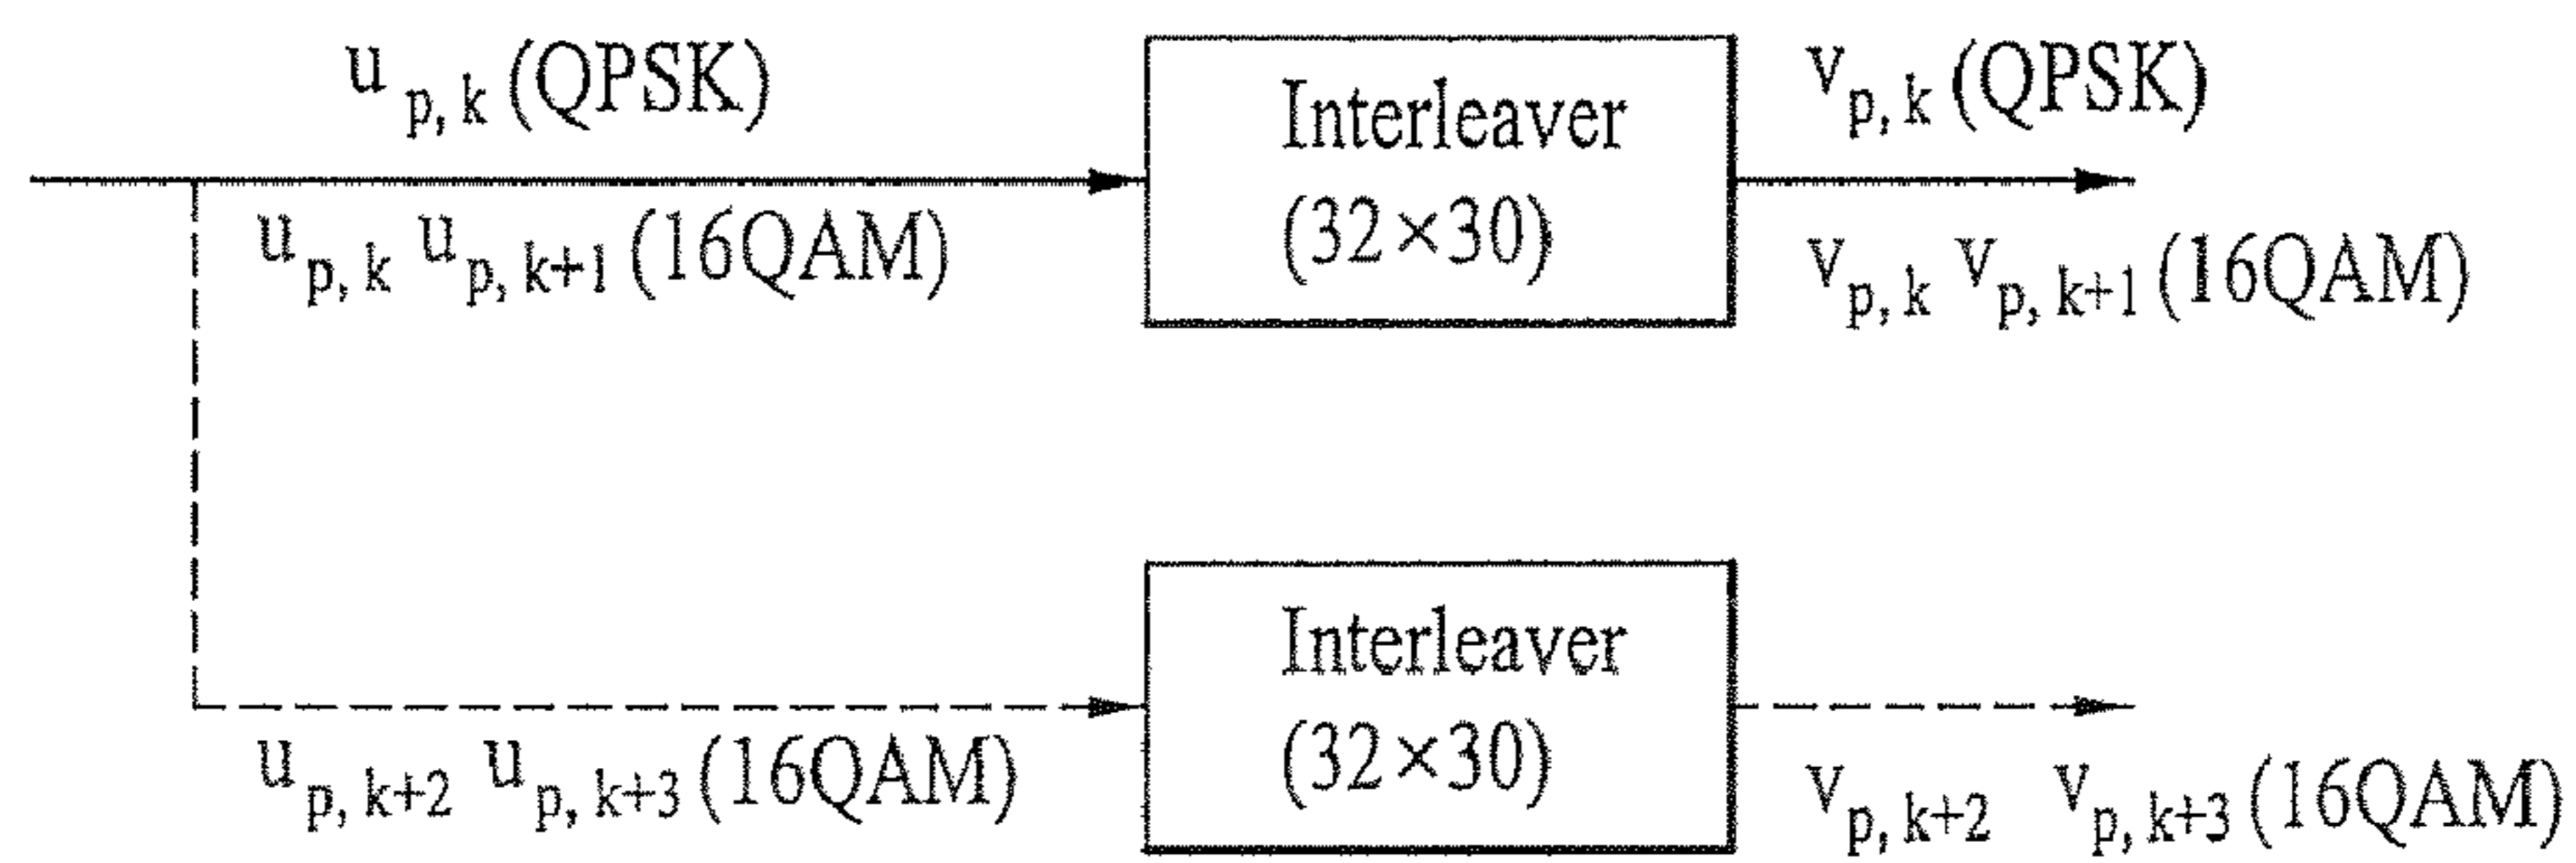 u p, k (QPSK)
Interleaver
(32×30)
v p, k (QPSK)
u p, k u p, k+1 (16QAM)
v p, k v p, k+1 (16QAM)
Interleaver
(32×30)
u p, k+2 u p, k+3 (16QAM)
v p, k+2 v p, k+3 (16QAM)